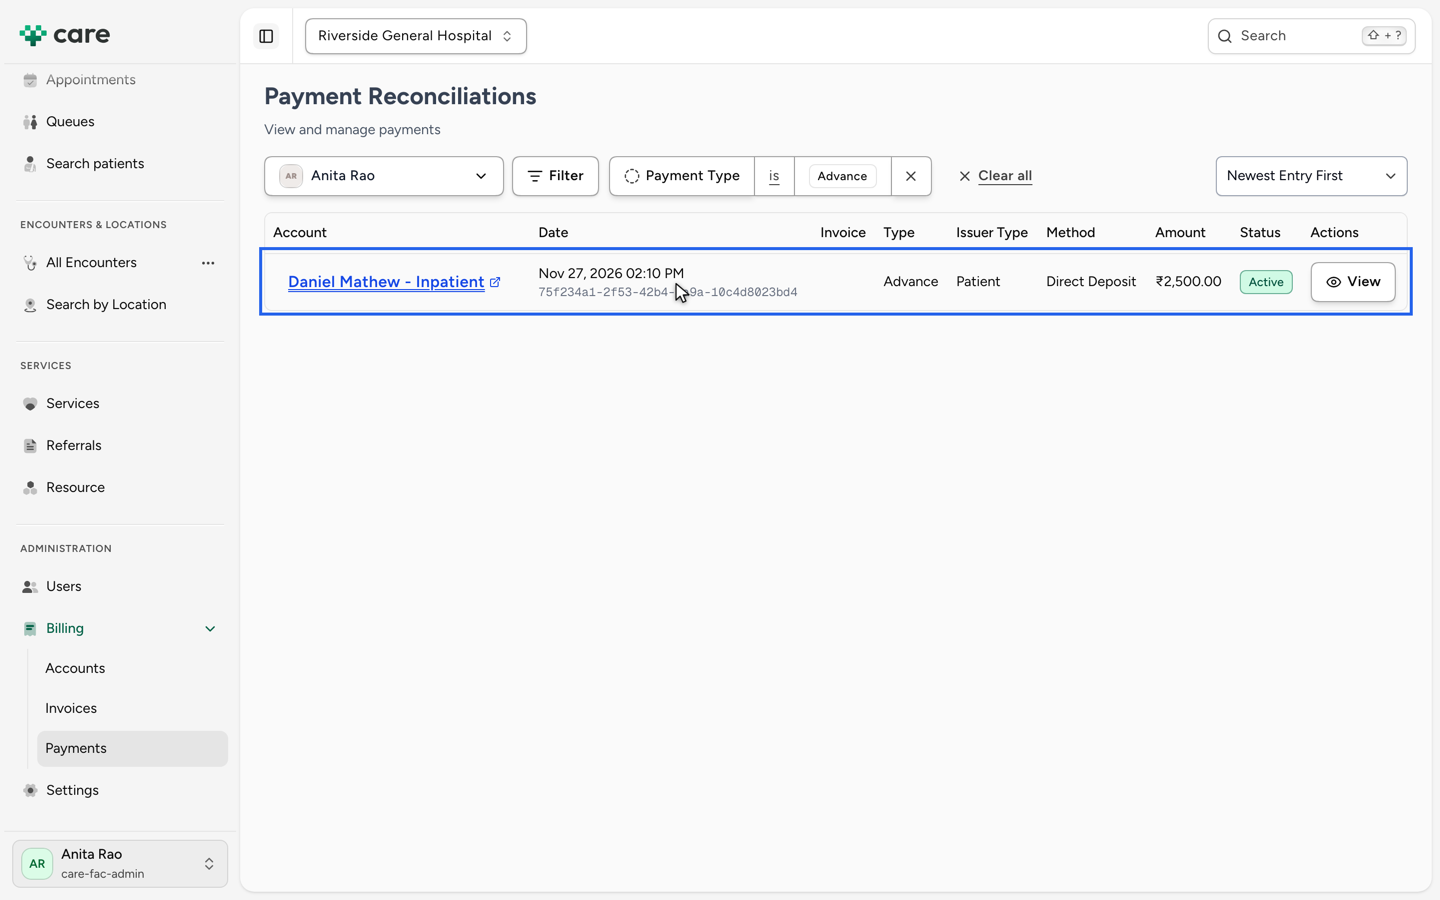 care
Riverside General Hospital
Search
+ ?
Appointments
Queues
Search patients
ENCOUNTERS & LOCATIONS
All Encounters
Search by Location
SERVICES
Services
Referrals
Resource
ADMINISTRATION
Users
Billing
Accounts
Invoices
Payments
Settings
AR
Anita Rao
care-fac-admin
Payment Reconciliations
View and manage payments
AR Anita Rao
Filter
Payment Type is Advance
Clear all
Newest Entry First
Account Date Invoice Type Issuer Type Method Amount Status Actions
Daniel Mathew - Inpatient
Nov 27, 2026 02:10 PM
Advance Patient Direct Deposit ₹2,500.00 Active View